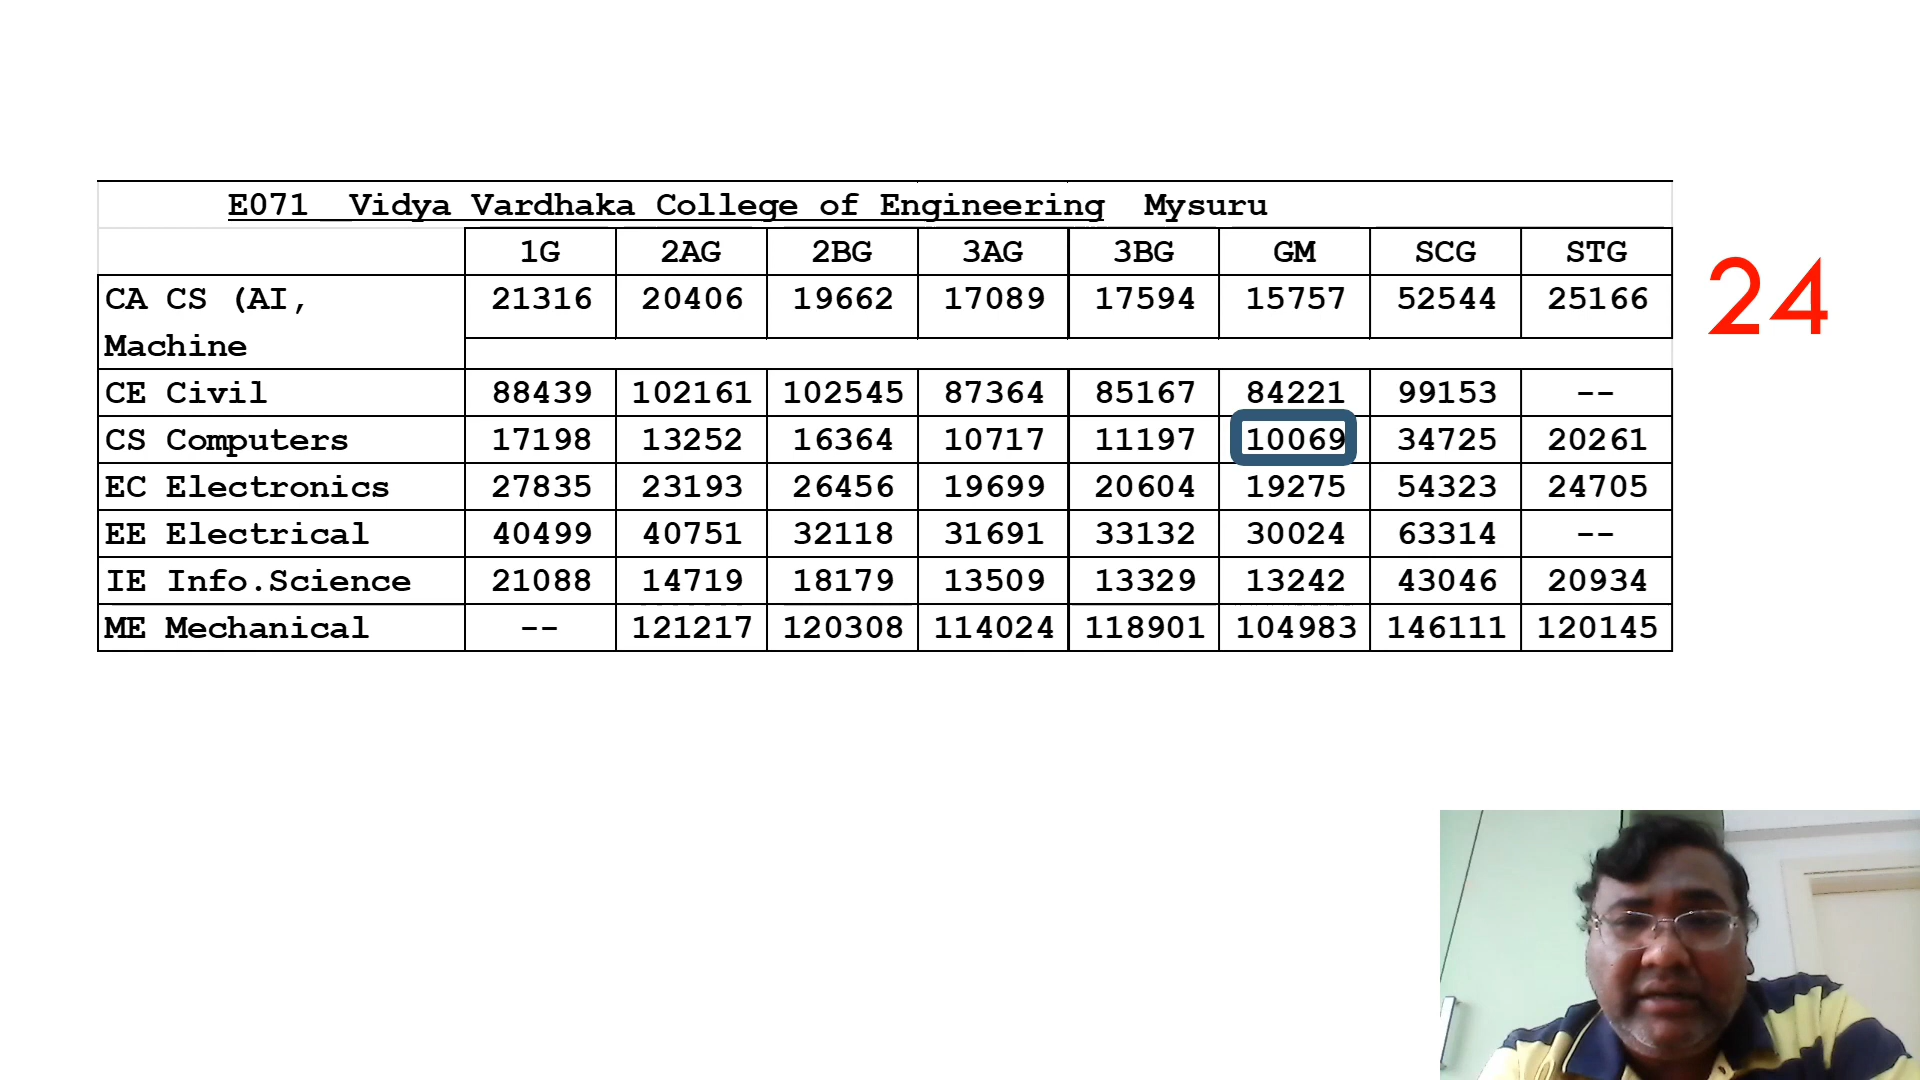 E071 Vidya Vardhaka College of Engineering Mysuru
1G 2AG 2BG 3AG 3BG GM SCG STG
CA CS (AI, 21316 20406 19662 17089 17594 15757 52544 25166
Machine
CE Civil 88439 102161 102545 87364 85167 84221 99153 --
CS Computers 17198 13252 16364 10717 11197 10069 34725 20261
EC Electronics 27835 23193 26456 19699 20604 19275 54323 24705
EE Electrical 40499 40751 32118 31691 33132 30024 63314 --
IE Info.Science 21088 14719 18179 13509 13329 13242 43046 20934
ME Mechanical -- 121217 120308 114024 118901 104983 146111 120145
24